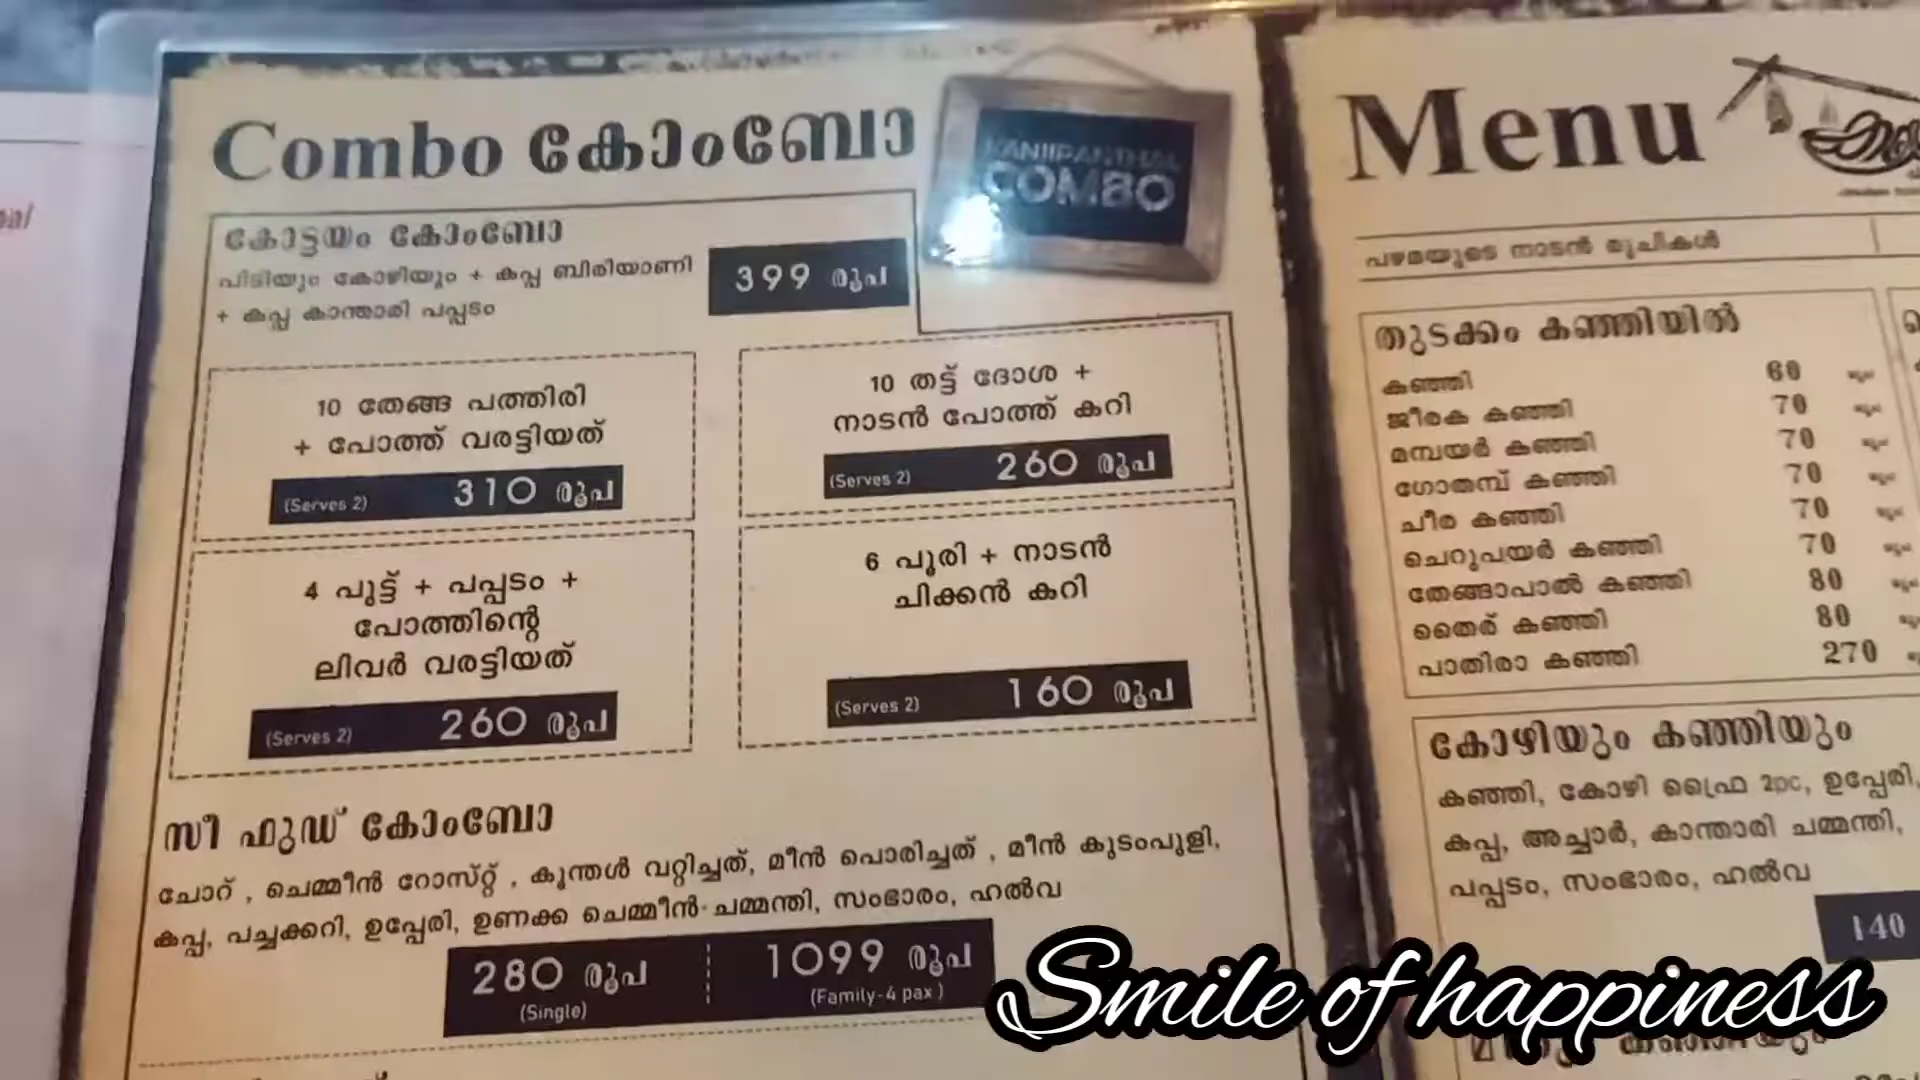 Combo കോംബോ
KANJIPANTHAL
COMBO
കോട്ടയം കോംബോ
പിടിയും കോഴിയും + കപ്പ ബിരിയാണി
+ കപ്പ കാന്താരി പപ്പടം
399 രൂപ
10 തേങ്ങ പത്തിരി
+ പോത്ത് വരട്ടിയത്
(Serves 2) 310 രൂപ
10 തട്ട് ദോശ +
നാടൻ പോത്ത് കറി
(Serves 2) 260 രൂപ
4 പുട്ട് + പപ്പടം +
പോത്തിന്റെ
ലിവർ വരട്ടിയത്
(Serves 2) 260 രൂപ
6 പൂരി + നാടൻ
ചിക്കൻ കറി
(Serves 2) 160 രൂപ
സീ ഫുഡ് കോംബോ
ചോറ് , ചെമ്മീൻ റോസ്റ്റ് , കൂന്തൾ വറ്റിച്ചത്, മീൻ പൊരിച്ചത് , മീൻ കുടംപുളി,
കപ്പ, പച്ചക്കറി, ഉപ്പേരി, ഉണക്ക ചെമ്മീൻ ചമ്മന്തി, സംഭാരം, ഹൽവ
280 രൂപ 1099 രൂപ
(Single) (Family-4 pax )
Menu
പഴമയുടെ നാടൻ രുചികൾ
തുടക്കം കഞ്ഞിയിൽ
കഞ്ഞി 60 രൂപ
ജീരക കഞ്ഞി 70 രൂപ
മമ്പയർ കഞ്ഞി 70 രൂപ
ഗോതമ്പ് കഞ്ഞി 70 രൂപ
ചീര കഞ്ഞി 70 രൂപ
ചെറുപയർ കഞ്ഞി 70 രൂപ
തേങ്ങാപാൽ കഞ്ഞി 80 രൂപ
തൈര് കഞ്ഞി 80
പാതിരാ കഞ്ഞി 270
കോഴിയും കഞ്ഞിയും
കഞ്ഞി, കോഴി ഫ്രൈ 2pc, ഉപ്പേരി,
കപ്പ, അച്ചാർ, കാന്താരി ചമ്മന്തി,
പപ്പടം, സംഭാരം, ഹൽവ
140
Smile of happiness